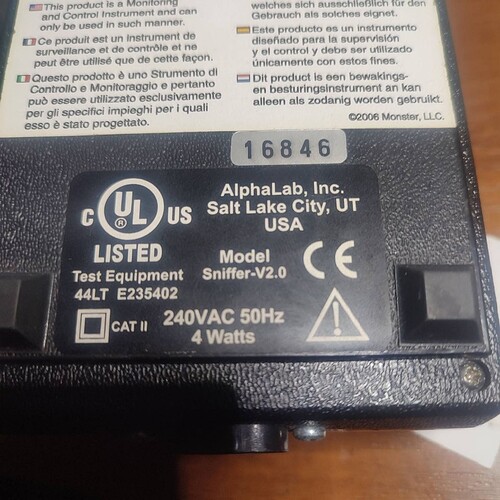 This product is a Monitoring
and Control Instrument and can
only be used in such manner.
Ce produit est un instrument de
surveillance et de contrôle et ne
peut être utilisé que de cette façon.
Questo prodotto è uno Strumento di
Controllo e Monitoraggio e pertanto
può essere utilizzato esclusivamente
per gli specifici impieghi per i quali
esso è stato progettato.
welches sich ausschließlich für den
Gebrauch als solches eignet.
Este producto es un instrumento
diseñado para la supervisión
y el control y debe ser utilizado
únicamente con estos fines.
Dit product is een bewakings-
en besturingsinstrument en kan
alleen als zodanig worden gebruikt.
©2006 Monster, LLC.
16846
C UL ® US
LISTED
Test Equipment
44LT E235402
CAT II
AlphaLab, Inc.
Salt Lake City, UT
USA
Model
Sniffer-V2.0
CE
240VAC 50Hz
4 Watts
!